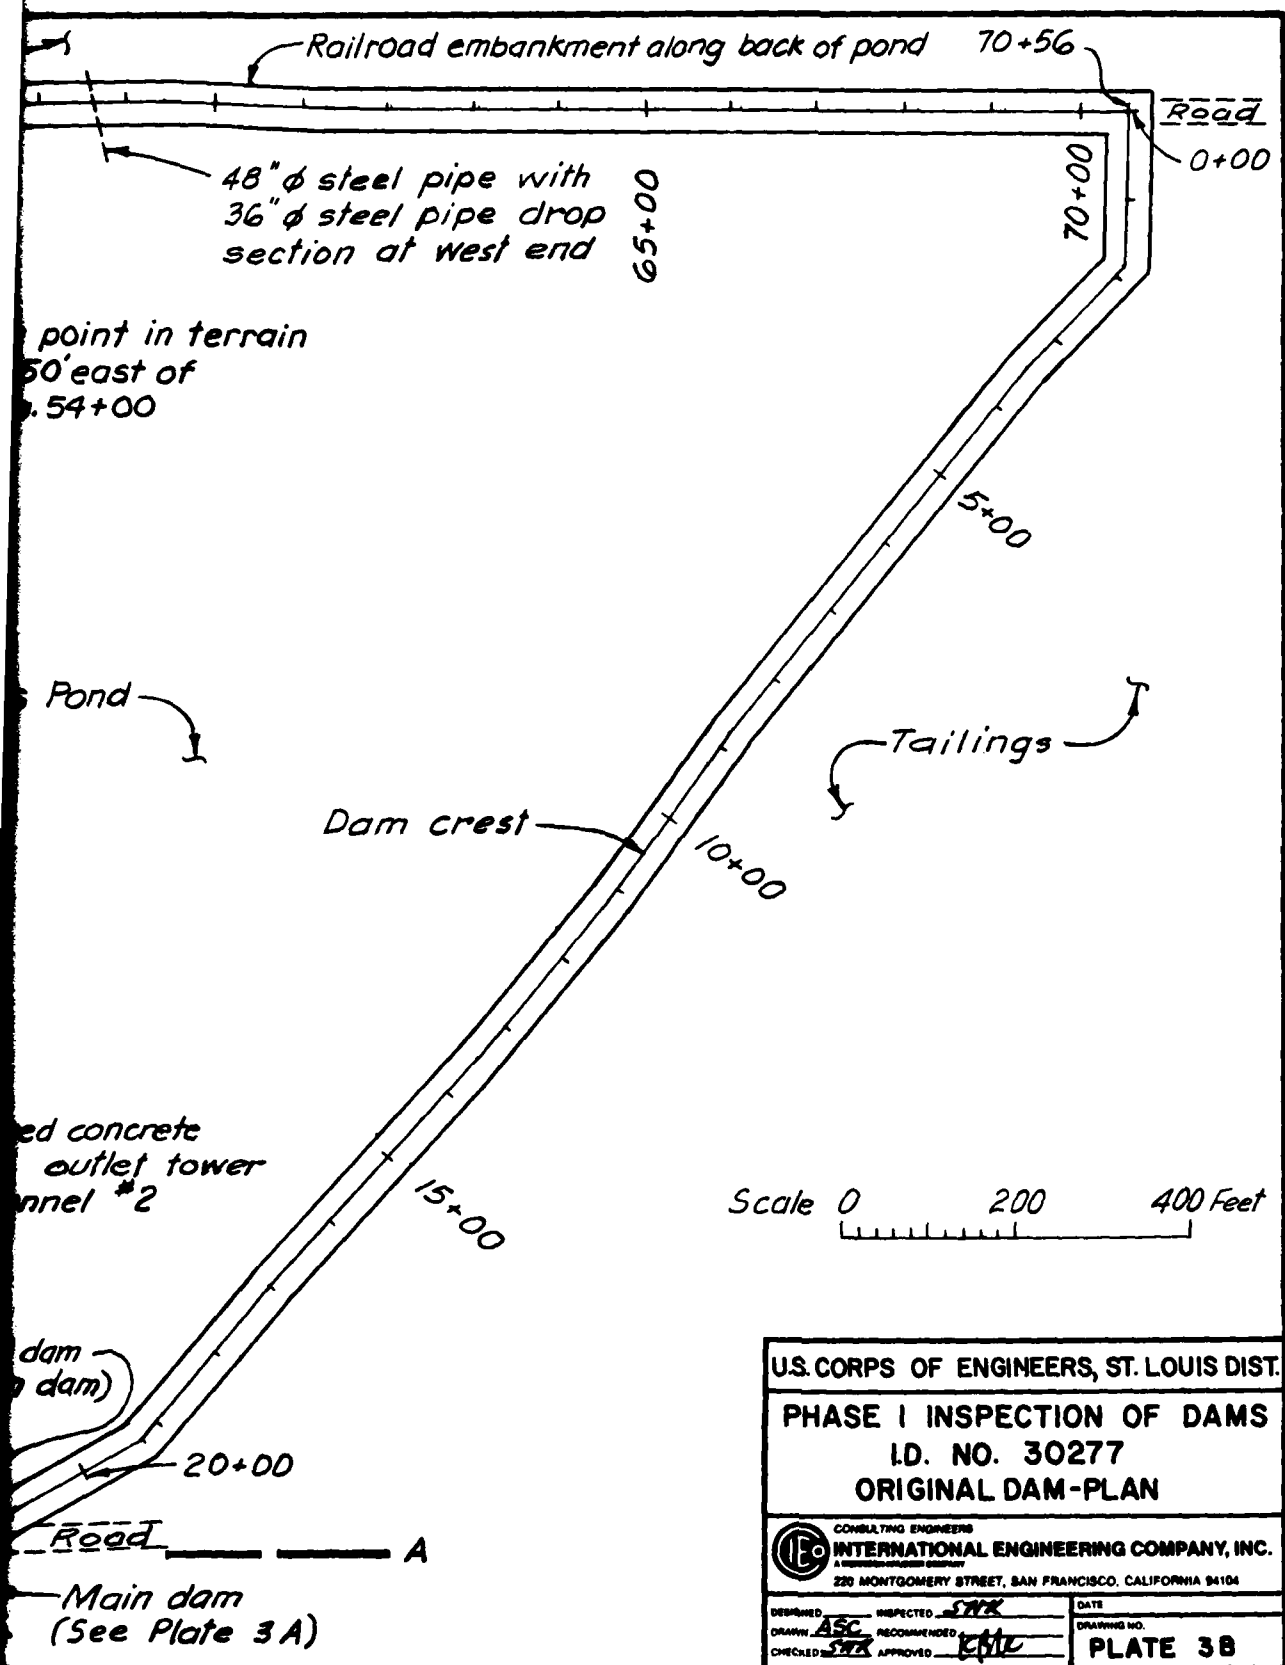 Railroad embankment along back of pond 70+56
Road
0+00
48"φ steel pipe with
36"φ steel pipe drop
section at west end
65+00
70+00
point in terrain
50' east of
. 54+00
5+00
Pond
Tailings
Dam crest
10+00
ed concrete
outlet tower
nnel #2
15+00
Scale 0 200 400 Feet
dam
dam)
20+00
Road
A
Main dam
(See Plate 3A)
U.S. CORPS OF ENGINEERS, ST. LOUIS DIST.
PHASE I INSPECTION OF DAMS
I.D. NO. 30277
ORIGINAL DAM-PLAN
CONSULTING ENGINEERS
IECO INTERNATIONAL ENGINEERING COMPANY, INC.
220 MONTGOMERY STREET, SAN FRANCISCO, CALIFORNIA 94104
DESIGNED INSPECTED DATE
DRAWN ASC RECOMMENDED DRAWING NO.
CHECKED APPROVED PLATE 3B